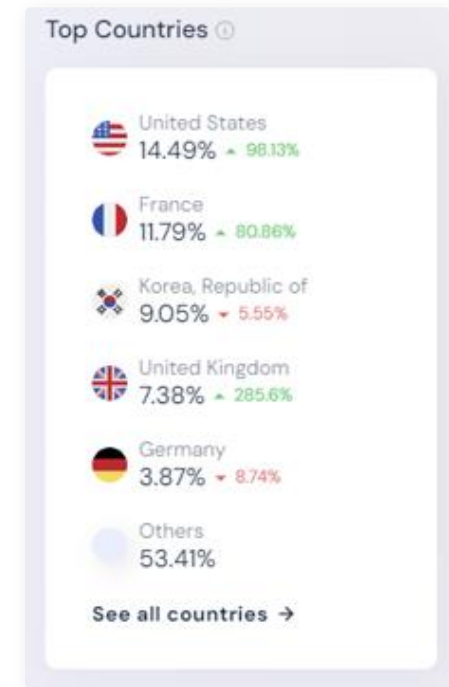 Top Countries
United States
14.49% ▲ 98.13%
France
11.79% ▲ 80.86%
Korea, Republic of
9.05% ▼ 5.55%
United Kingdom
7.38% ▲ 285.6%
Germany
3.87% ▼ 8.74%
Others
53.41%
See all countries →